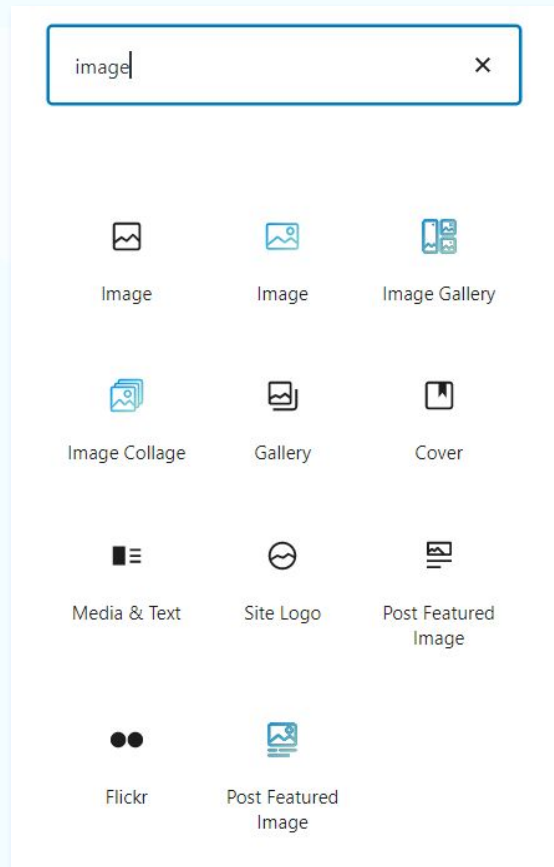 image
Image
Image
Image Gallery
Image Collage
Gallery
Cover
Media & Text
Site Logo
Post Featured
Image
Flickr
Post Featured
Image